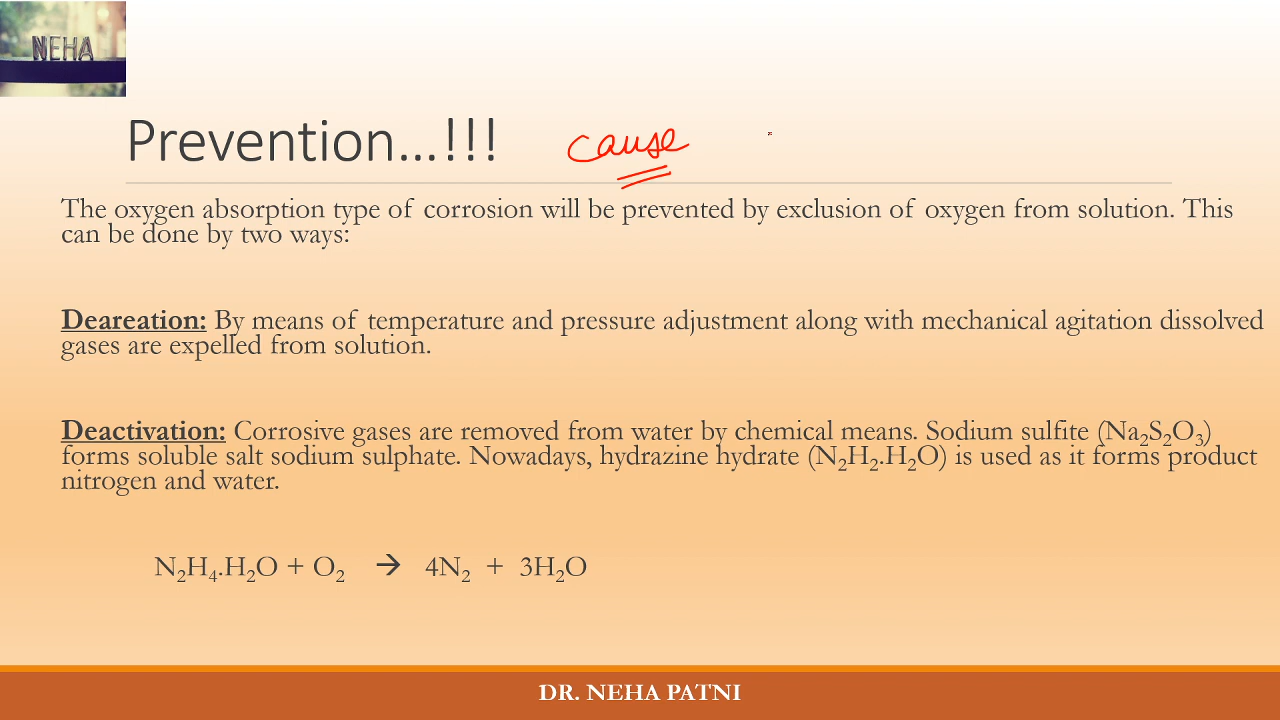 NEHA
Prevention...!!! cause
The oxygen absorption type of corrosion will be prevented by exclusion of oxygen from solution. This
can be done by two ways:
Deareation: By means of temperature and pressure adjustment along with mechanical agitation dissolved
gases are expelled from solution.
Deactivation: Corrosive gases are removed from water by chemical means. Sodium sulfite (Na₂S₂O₃)
forms soluble salt sodium sulphate. Nowadays, hydrazine hydrate (N₂H₂.H₂O) is used as it forms product
nitrogen and water.
N₂H₄.H₂O + O₂ → 4N₂ + 3H₂O
DR. NEHA PATNI